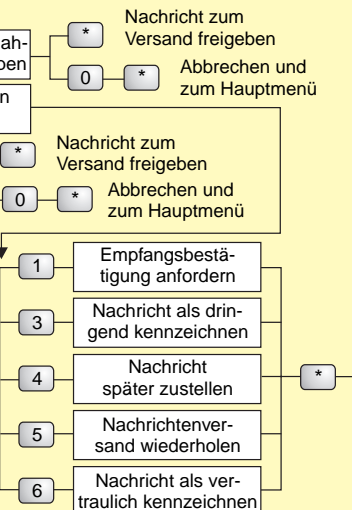 Nachricht zum
* Versand freigeben
ah-
ben
0 * Abbrechen und
zum Hauptmenü
n
Nachricht zum
* Versand freigeben
0 * Abbrechen und
zum Hauptmenü
1 Empfangsbestä-
tigung anfordern
3 Nachricht als drin-
gend kennzeichnen
4 Nachricht
später zustellen
*
5 Nachrichtenver-
sand wiederholen
6 Nachricht als ver-
traulich kennzeichnen